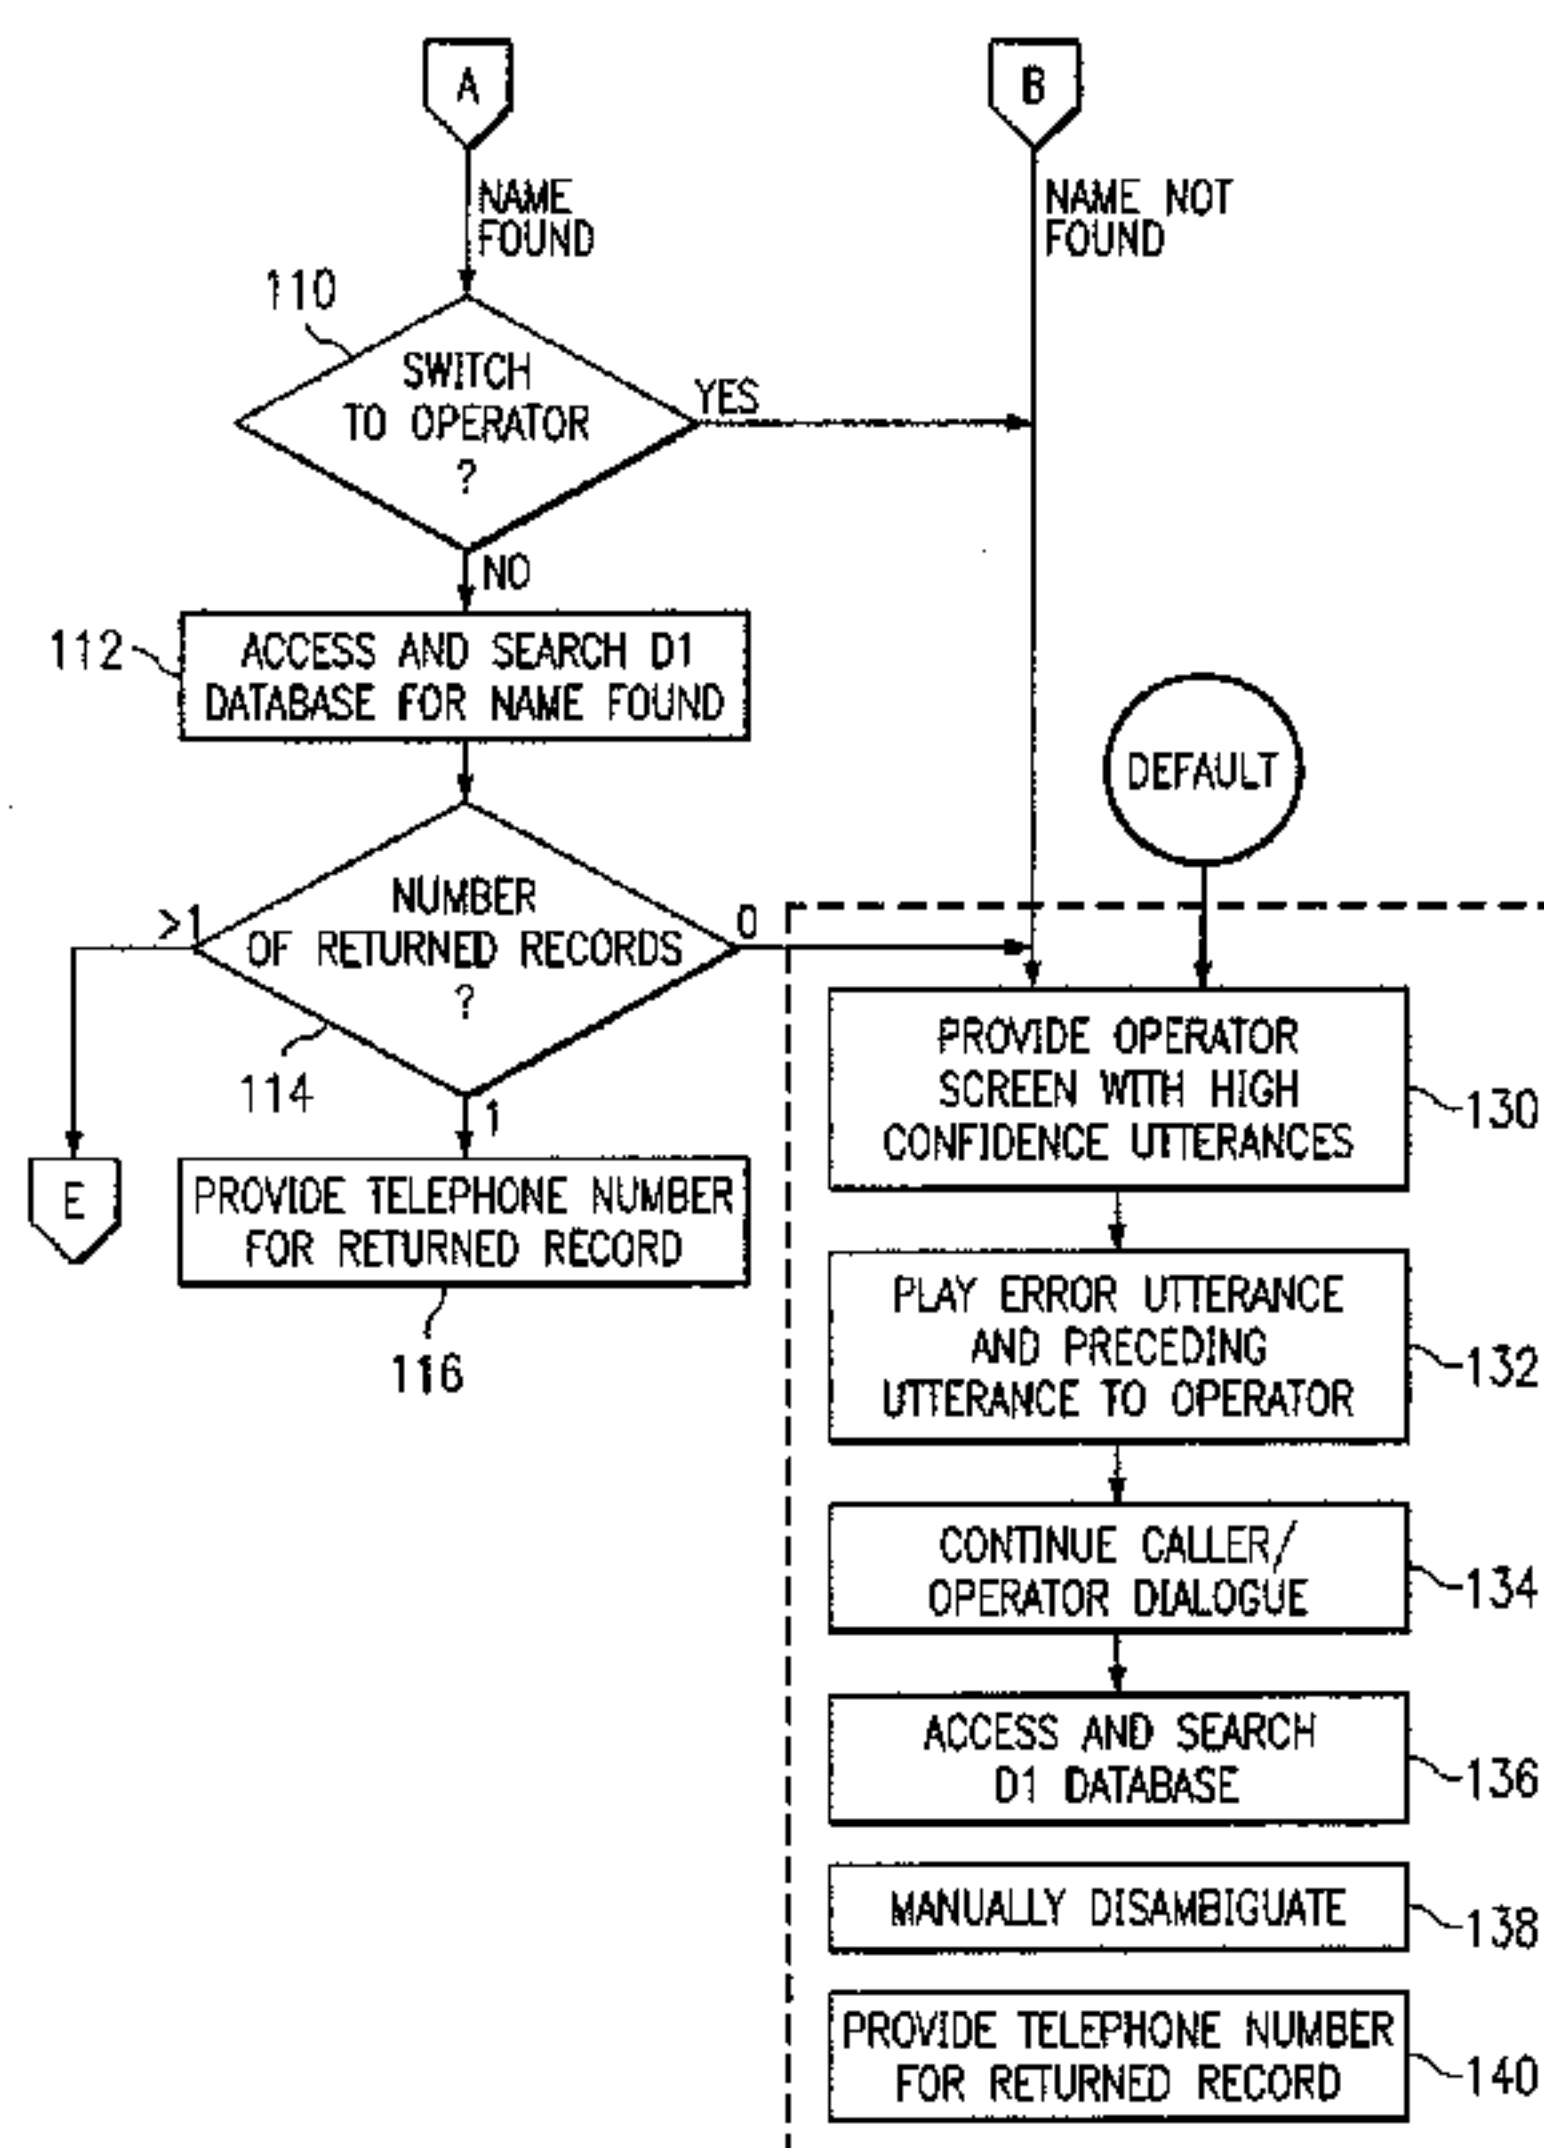 A
B
NAME
FOUND
NAME NOT
FOUND
110
SWITCH
TO OPERATOR
?
YES
NO
112
ACCESS AND SEARCH D1
DATABASE FOR NAME FOUND
DEFAULT
>1
NUMBER
OF RETURNED RECORDS
?
0
114
1
E
PROVIDE TELEPHONE NUMBER
FOR RETURNED RECORD
116
PROVIDE OPERATOR
SCREEN WITH HIGH
CONFIDENCE UTTERANCES
130
PLAY ERROR UTTERANCE
AND PRECEDING
UTTERANCE TO OPERATOR
132
CONTINUE CALLER/
OPERATOR DIALOGUE
134
ACCESS AND SEARCH
D1 DATABASE
136
MANUALLY DISAMBIGUATE
138
PROVIDE TELEPHONE NUMBER
FOR RETURNED RECORD
140